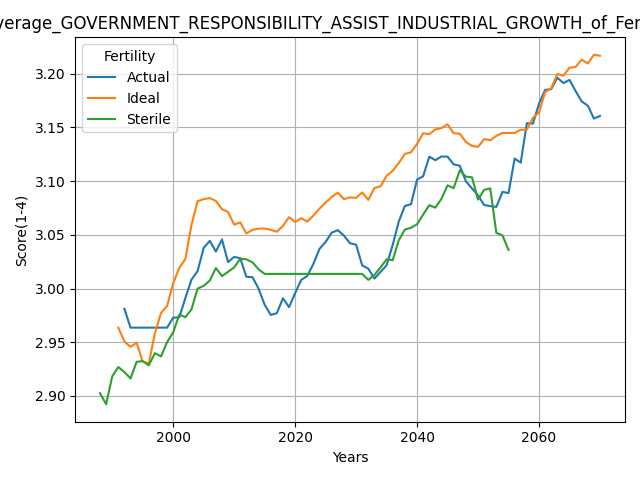 verage_GOVERNMENT_RESPONSIBILITY_ASSIST_INDUSTRIAL_GROWTH_of_Fer
Fertility
Actual
Ideal
Sterile
Score(1-4)
3.20
3.15
3.10
3.05
3.00
2.95
2.90
2000 2020 2040 2060
Years